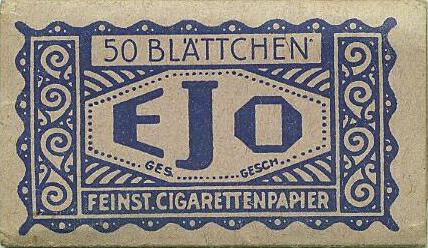 50 BLÄTTCHEN
EJO
GES. GESCH.
FEINST. CIGARETTENPAPIER